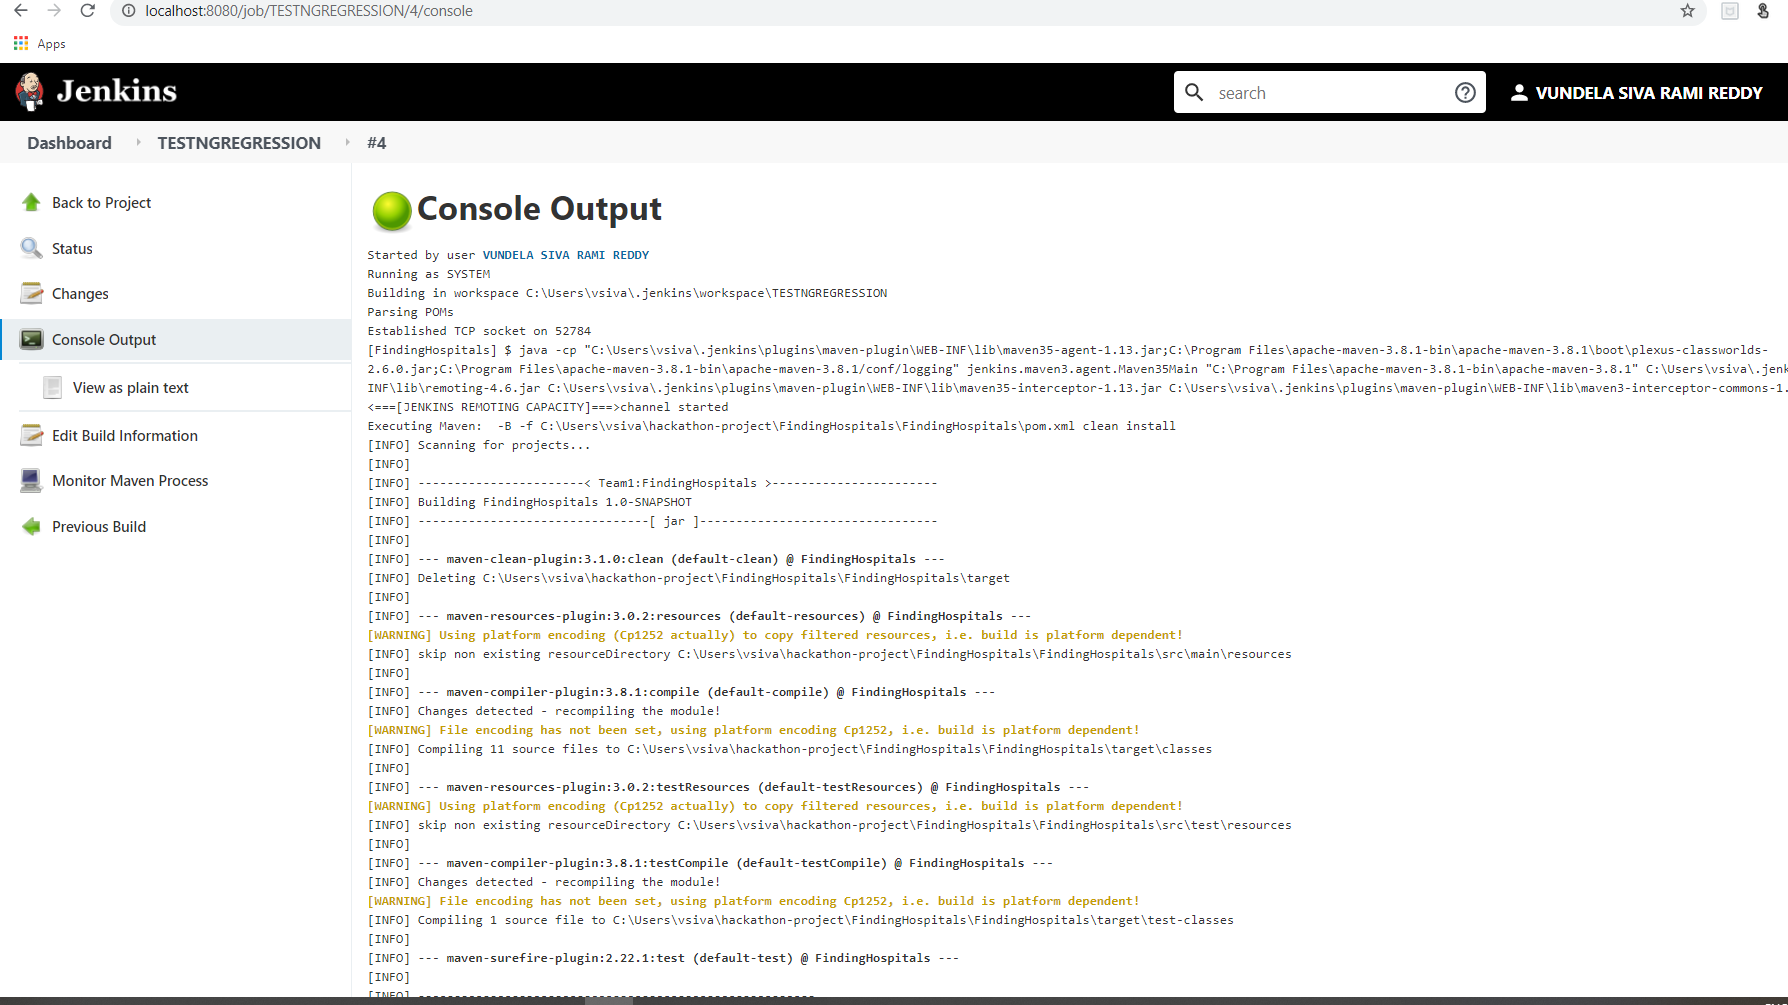 localhost:8080/job/TESTNGREGRESSION/4/console
Apps
Jenkins
search
VUNDELA SIVA RAMI REDDY
Dashboard
TESTNGREGRESSION
#4
Back to Project
Status
Changes
Console Output
View as plain text
Edit Build Information
Monitor Maven Process
Previous Build
Console Output
Started by user VUNDELA SIVA RAMI REDDY
Running as SYSTEM
Building in workspace C:\Users\vsiva\.jenkins\workspace\TESTNGREGRESSION
Parsing POMs
Established TCP socket on 52784
[FindingHospitals] $ java -cp "C:\Users\vsiva\.jenkins\plugins\maven-plugin\WEB-INF\lib\maven35-agent-1.13.jar;C:\Program Files\apache-maven-3.8.1-bin\apache-maven-3.8.1\boot\plexus-classworlds-
2.6.0.jar;C:\Program Files\apache-maven-3.8.1-bin\apache-maven-3.8.1/conf/logging" jenkins.maven3.agent.Maven35Main "C:\Program Files\apache-maven-3.8.1-bin\apache-maven-3.8.1" C:\Users\vsiva\.jenk
INF\lib\remoting-4.6.jar C:\Users\vsiva\.jenkins\plugins\maven-plugin\WEB-INF\lib\maven35-interceptor-1.13.jar C:\Users\vsiva\.jenkins\plugins\maven-plugin\WEB-INF\lib\maven3-interceptor-commons-1.
<===[JENKINS REMOTING CAPACITY]===>channel started
Executing Maven:  -B -f C:\Users\vsiva\hackathon-project\FindingHospitals\FindingHospitals\pom.xml clean install
[INFO] Scanning for projects...
[INFO]
[INFO] -----------------------< Team1:FindingHospitals >-----------------------
[INFO] Building FindingHospitals 1.0-SNAPSHOT
[INFO] --------------------------------[ jar ]---------------------------------
[INFO]
[INFO] --- maven-clean-plugin:3.1.0:clean (default-clean) @ FindingHospitals ---
[INFO] Deleting C:\Users\vsiva\hackathon-project\FindingHospitals\FindingHospitals\target
[INFO]
[INFO] --- maven-resources-plugin:3.0.2:resources (default-resources) @ FindingHospitals ---
[WARNING] Using platform encoding (Cp1252 actually) to copy filtered resources, i.e. build is platform dependent!
[INFO] skip non existing resourceDirectory C:\Users\vsiva\hackathon-project\FindingHospitals\FindingHospitals\src\main\resources
[INFO]
[INFO] --- maven-compiler-plugin:3.8.1:compile (default-compile) @ FindingHospitals ---
[INFO] Changes detected - recompiling the module!
[WARNING] File encoding has not been set, using platform encoding Cp1252, i.e. build is platform dependent!
[INFO] Compiling 11 source files to C:\Users\vsiva\hackathon-project\FindingHospitals\FindingHospitals\target\classes
[INFO]
[INFO] --- maven-resources-plugin:3.0.2:testResources (default-testResources) @ FindingHospitals ---
[WARNING] Using platform encoding (Cp1252 actually) to copy filtered resources, i.e. build is platform dependent!
[INFO] skip non existing resourceDirectory C:\Users\vsiva\hackathon-project\FindingHospitals\FindingHospitals\src\test\resources
[INFO]
[INFO] --- maven-compiler-plugin:3.8.1:testCompile (default-testCompile) @ FindingHospitals ---
[INFO] Changes detected - recompiling the module!
[WARNING] File encoding has not been set, using platform encoding Cp1252, i.e. build is platform dependent!
[INFO] Compiling 1 source file to C:\Users\vsiva\hackathon-project\FindingHospitals\FindingHospitals\target\test-classes
[INFO]
[INFO] --- maven-surefire-plugin:2.22.1:test (default-test) @ FindingHospitals ---
[INFO]
[INFO] -------------------------------------------------------